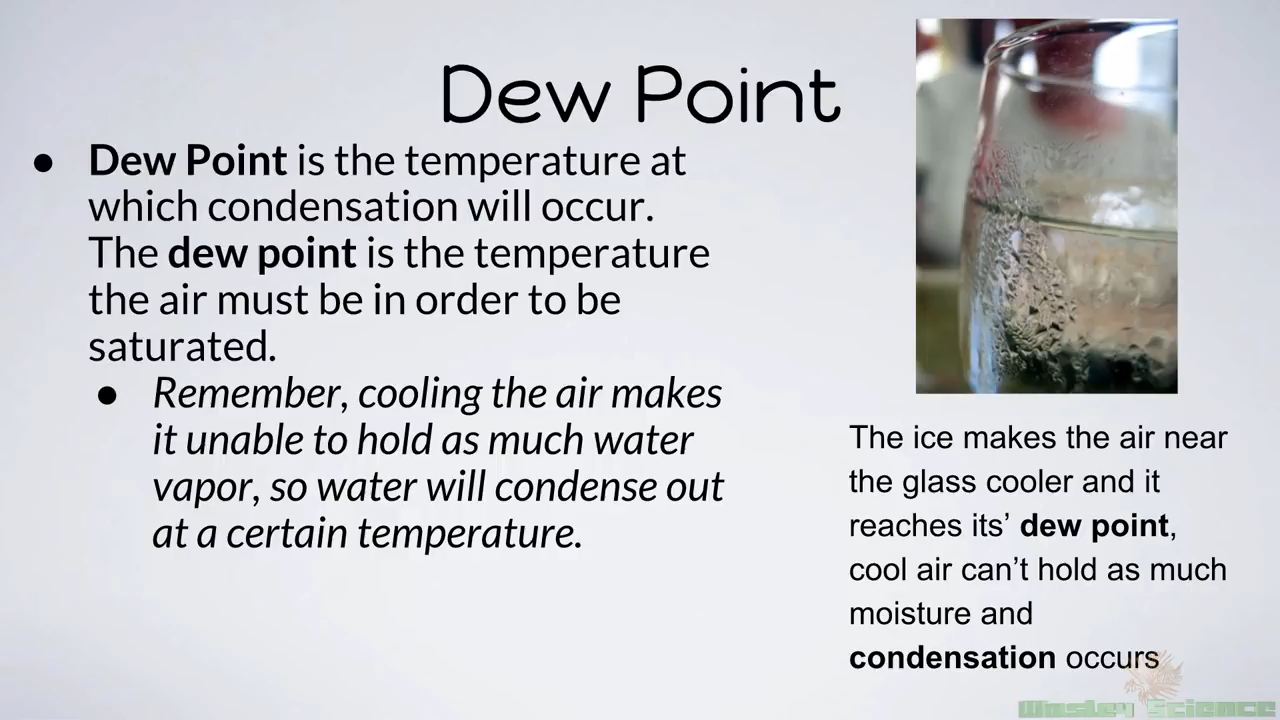 Dew Point
● Dew Point is the temperature at
which condensation will occur.
The dew point is the temperature
the air must be in order to be
saturated.
● Remember, cooling the air makes
it unable to hold as much water
vapor, so water will condense out
at a certain temperature.
The ice makes the air near
the glass cooler and it
reaches its’ dew point,
cool air can’t hold as much
moisture and
condensation occurs
Science